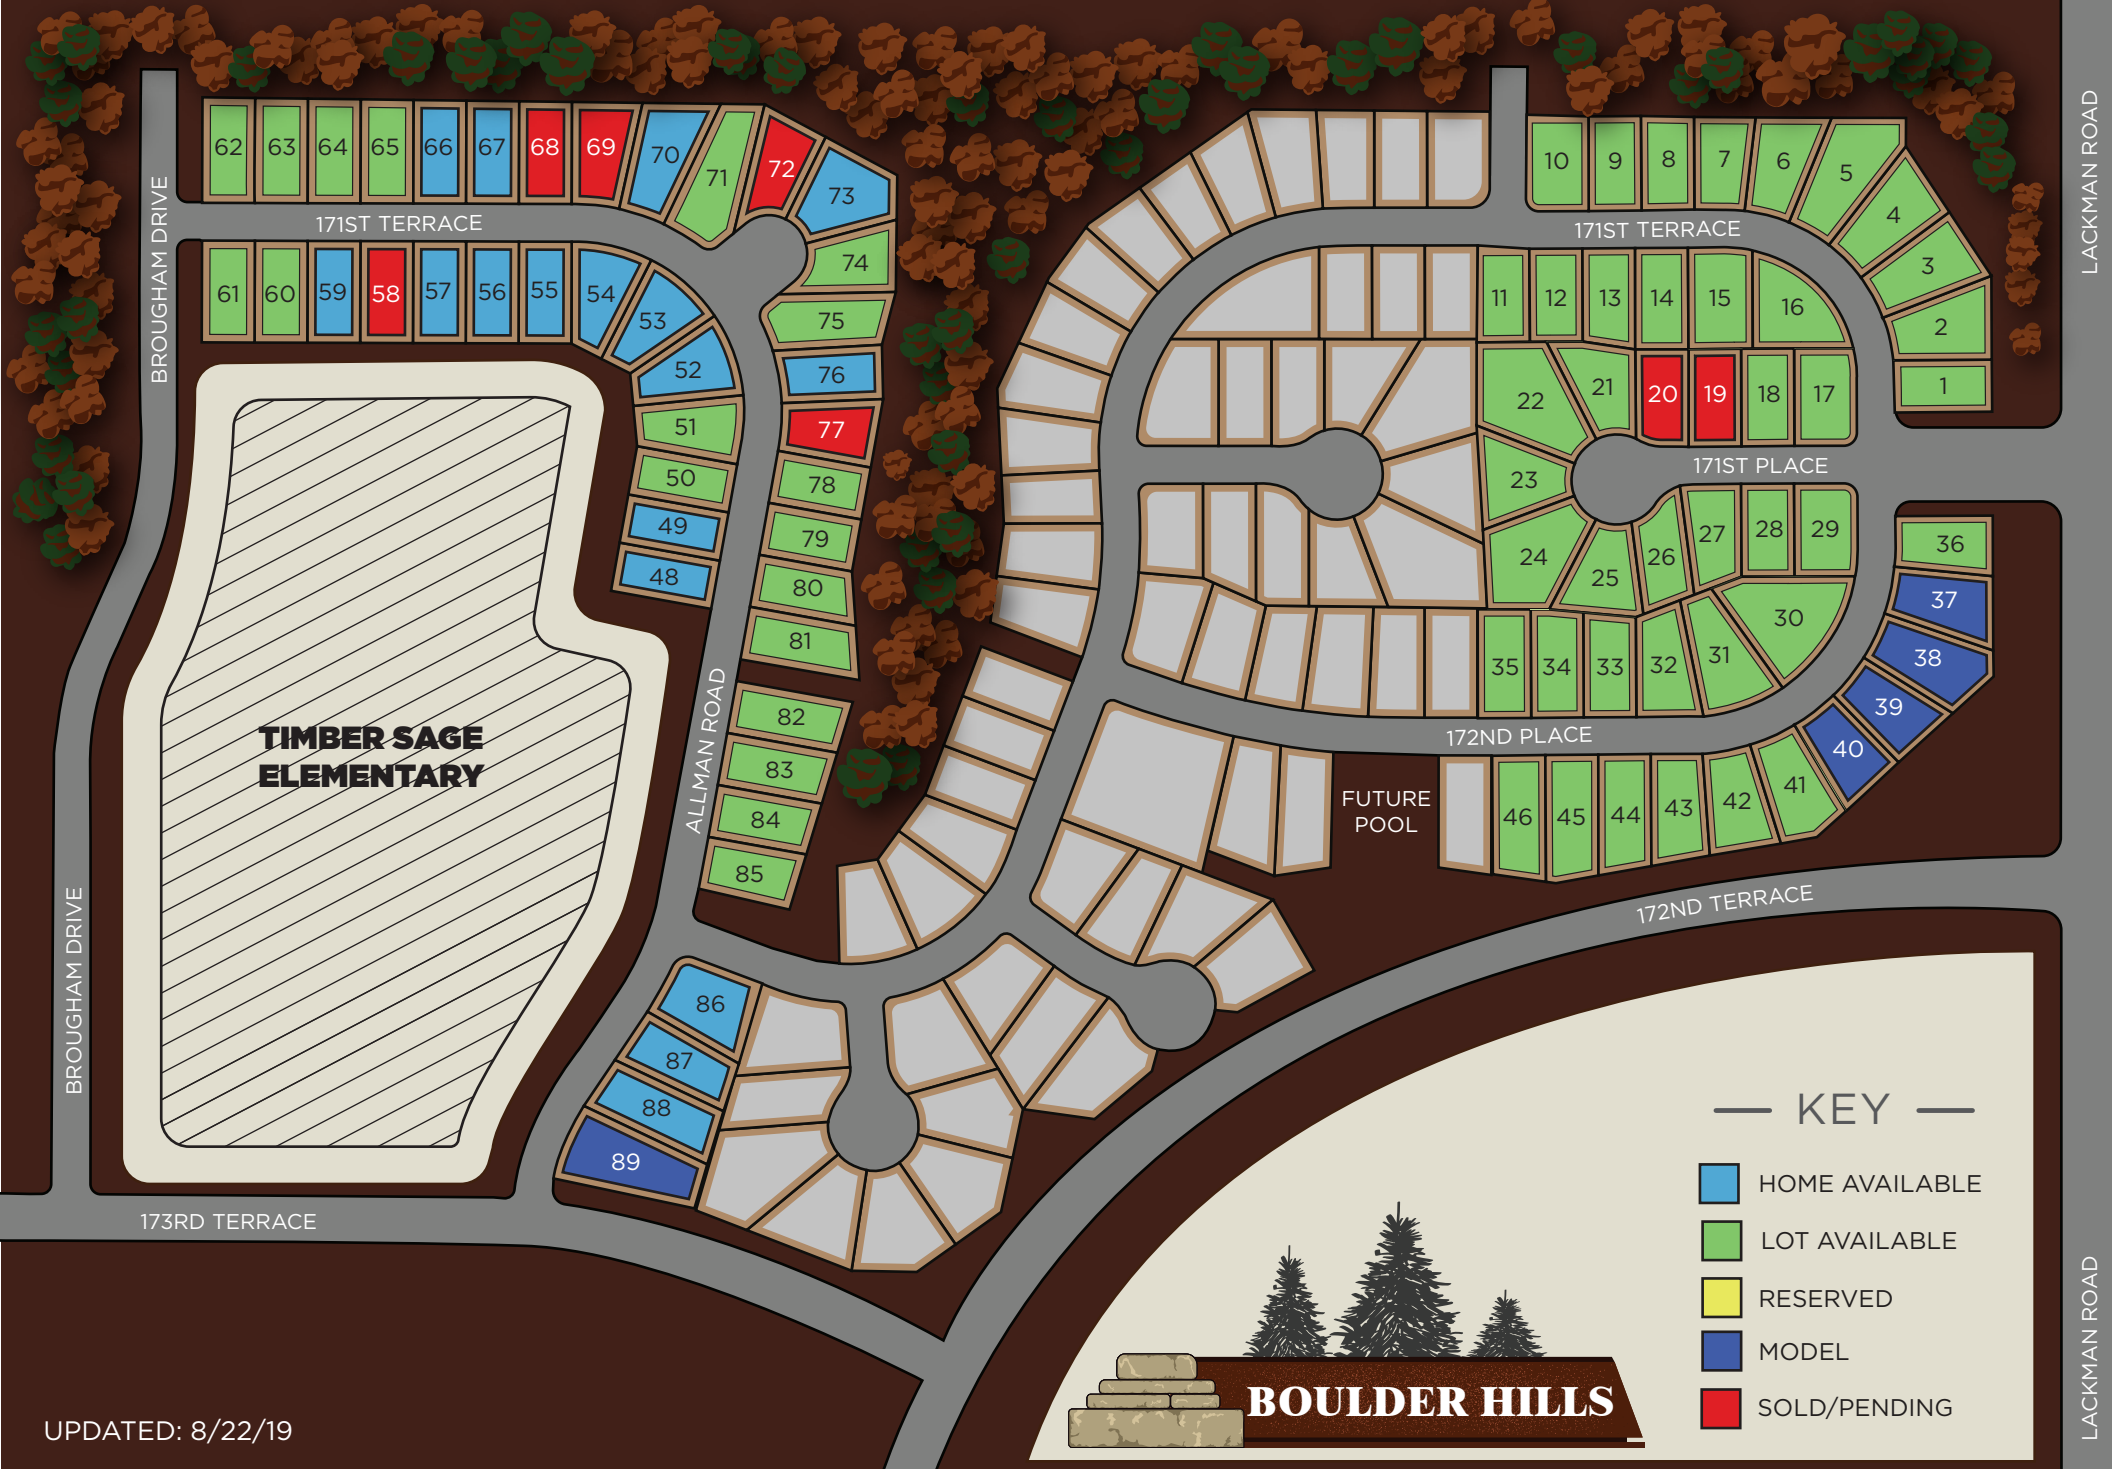 62 63 64 65 66 67 68 69 70 71 72 73
74
171ST TERRACE
61 60 59 58 57 56 55 54 53
52
51
50
49
48
75
76
77
78
79
80
81
82
83
84
85
86
87
88
89
BROUGHAM DRIVE
BROUGHAM DRIVE
ALLMAN ROAD
TIMBER SAGE
ELEMENTARY
173RD TERRACE
10 9 8 7 6 5
4
3
2
1
171ST TERRACE
11 12 13 14 15 16
22 21 20 19 18 17
171ST PLACE
23
24 25 26 27 28 29
30
35 34 33 32 31
36
37
38
39
40
172ND PLACE
46 45 44 43 42 41
FUTURE
POOL
172ND TERRACE
LACKMAN ROAD
LACKMAN ROAD
KEY
HOME AVAILABLE
LOT AVAILABLE
RESERVED
MODEL
SOLD/PENDING
BOULDER HILLS
UPDATED: 8/22/19